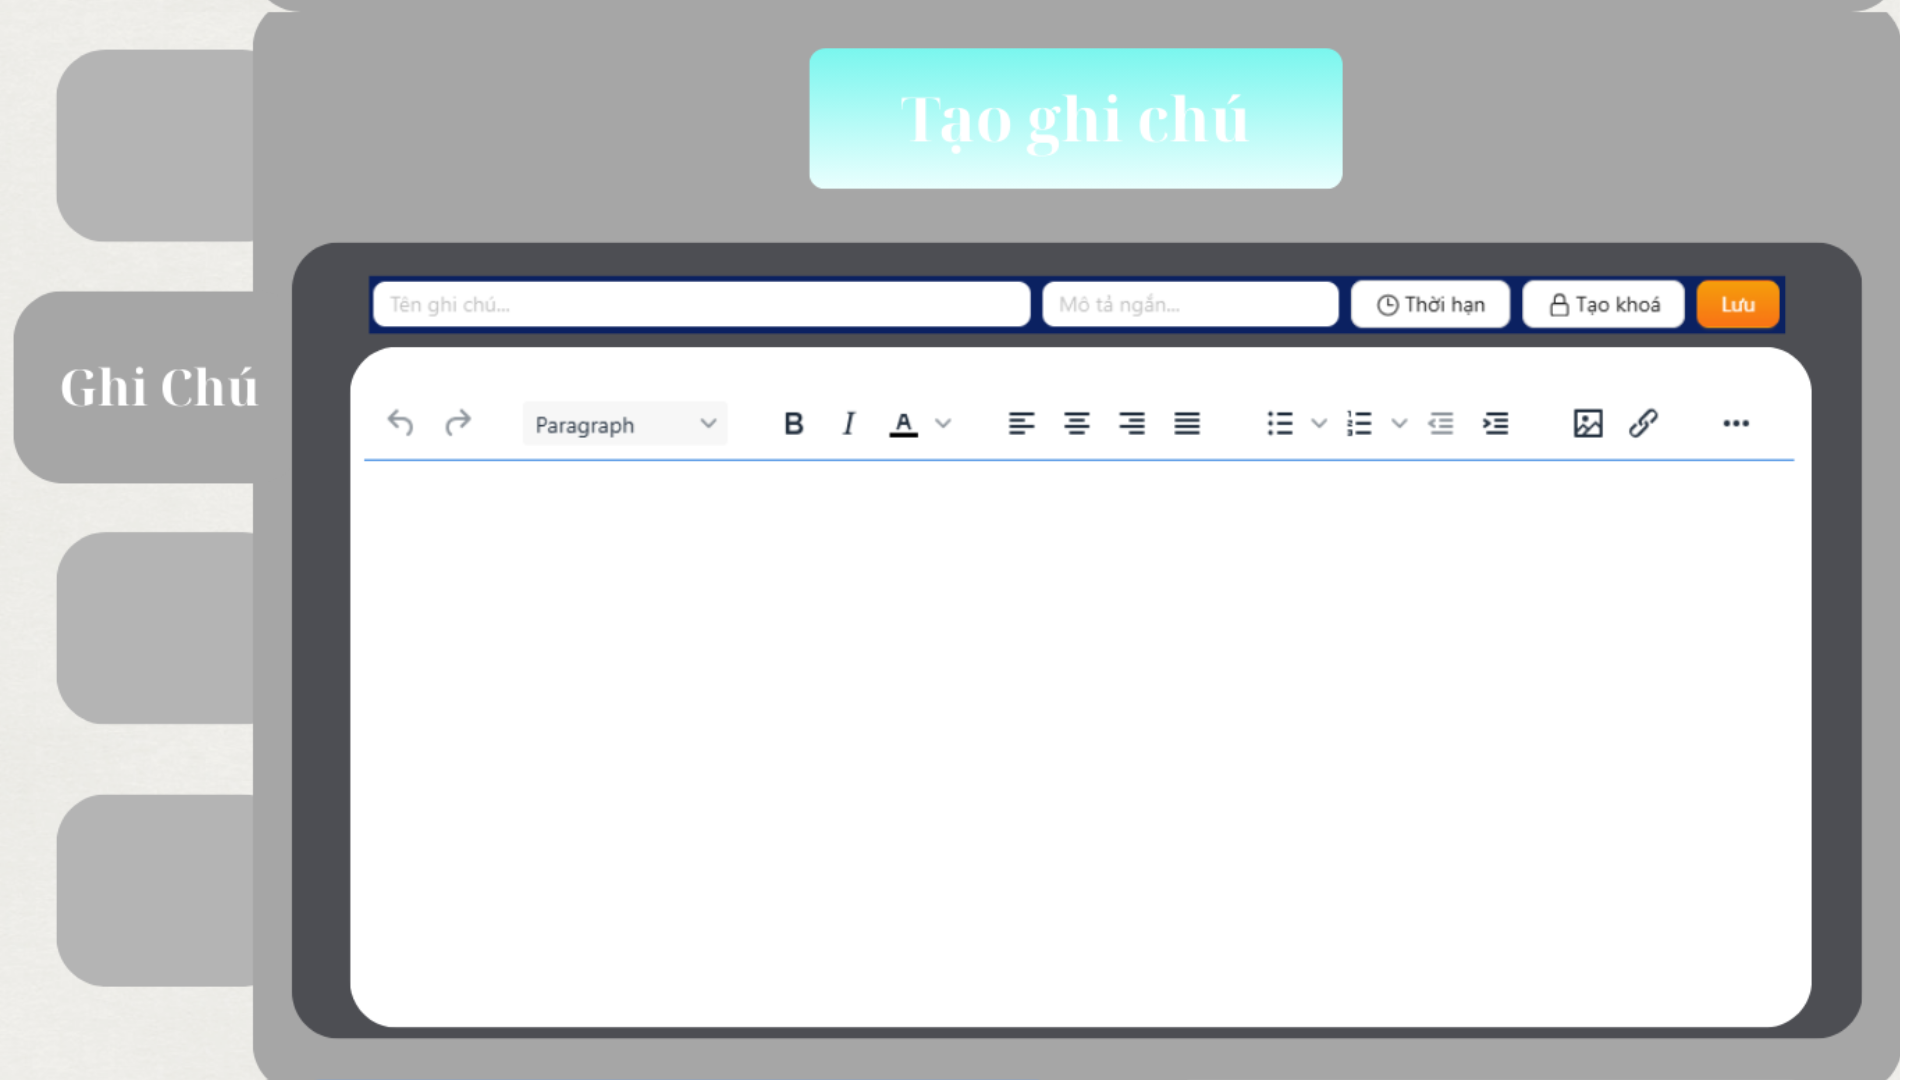 Tạo ghi chú
Tên ghi chú... Mô tả ngắn... Thời hạn Tạo khoá Lưu
Ghi Chú
Paragraph B I A